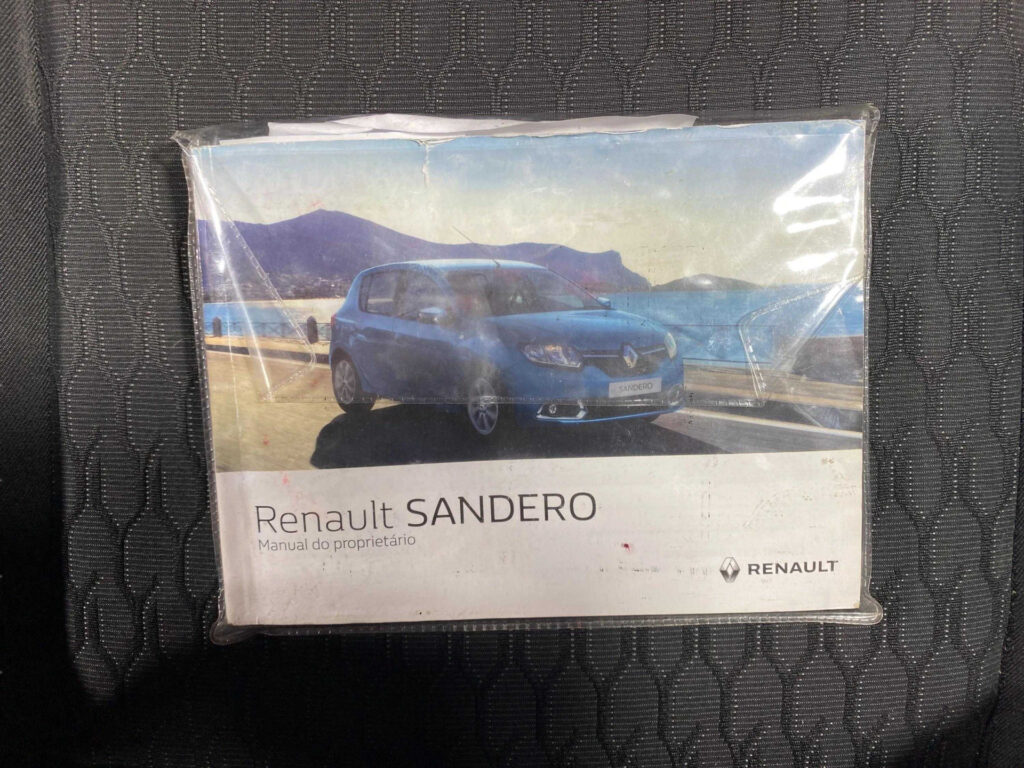 SANDERO
Renault SANDERO
Manual do proprietário
RENAULT